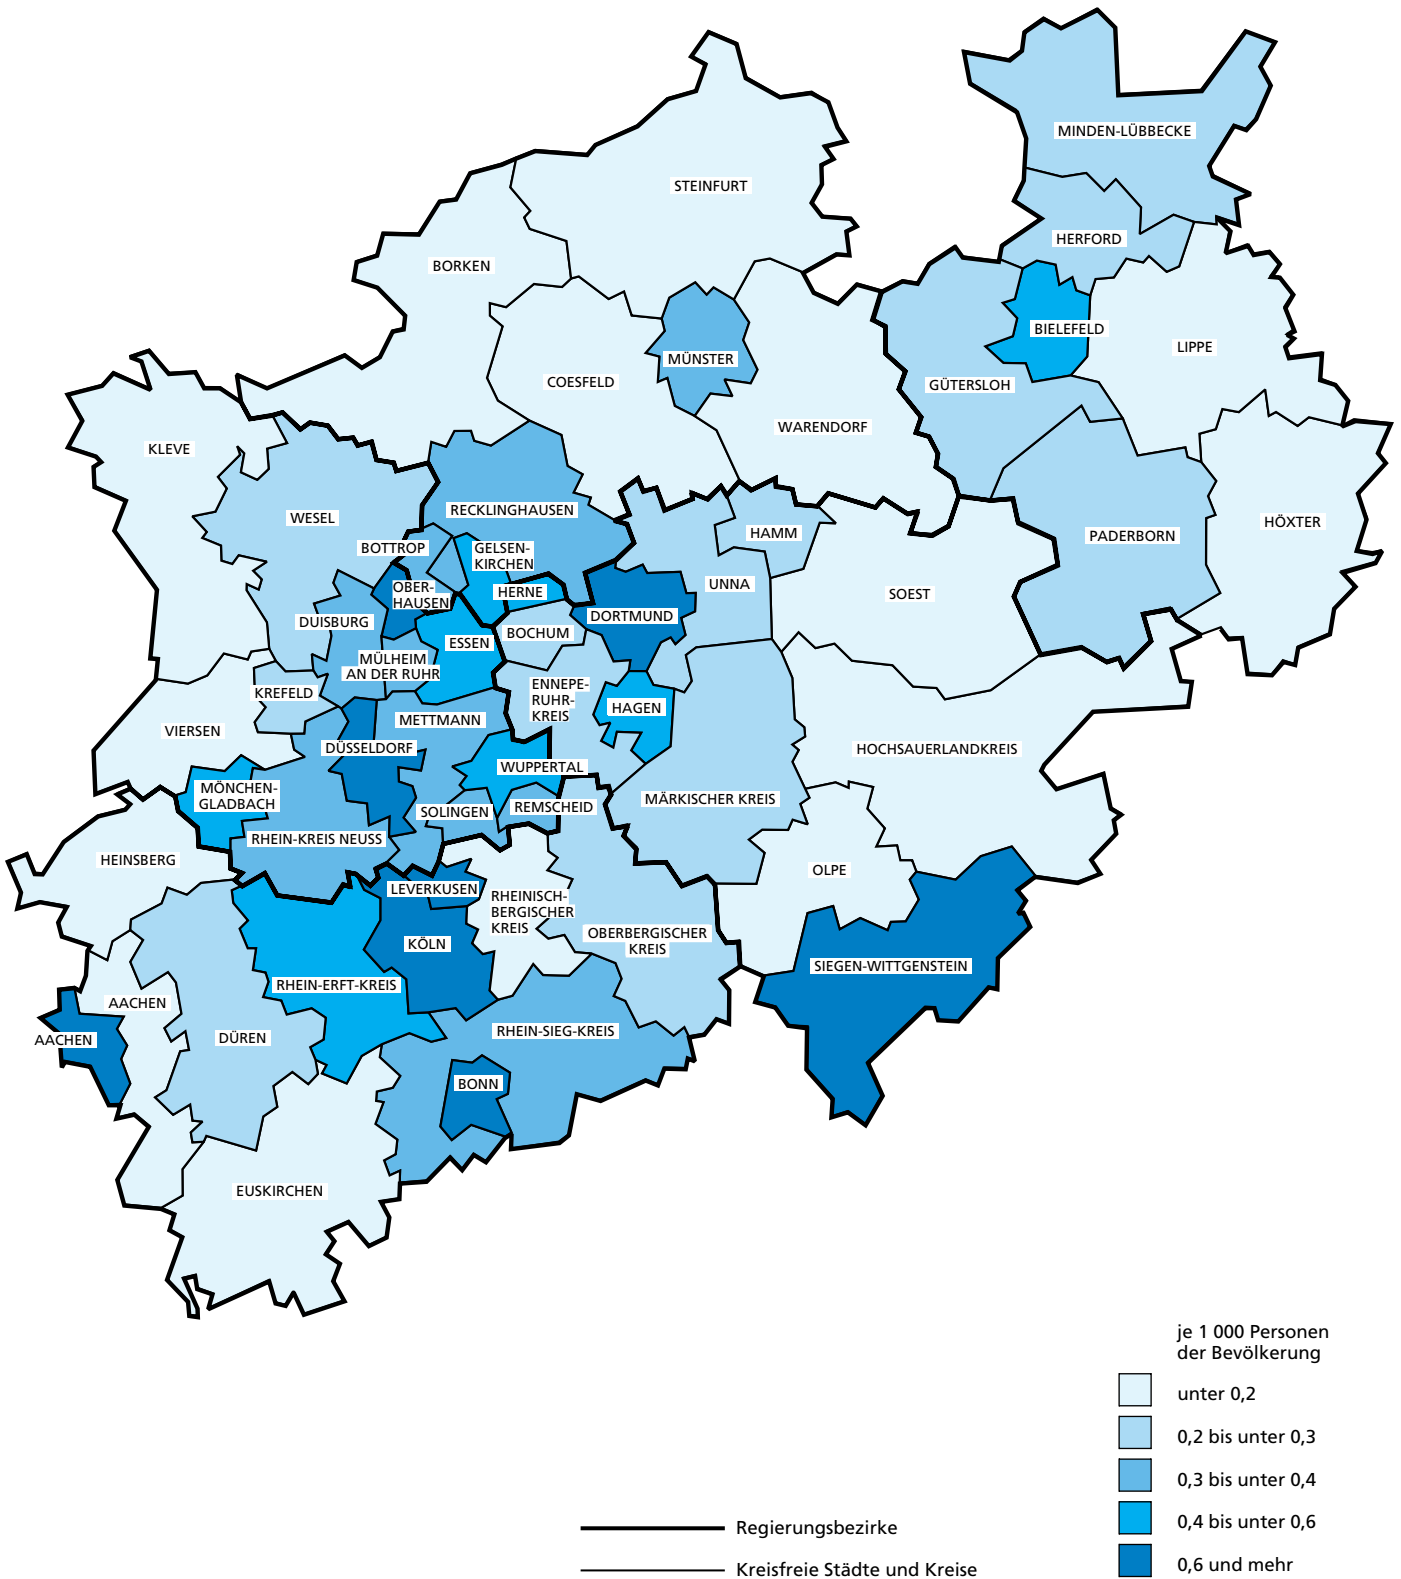 MINDEN-LÜBBECKE
STEINFURT
HERFORD
BORKEN
BIELEFELD
LIPPE
MÜNSTER
COESFELD
GÜTERSLOH
WARENDORF
KLEVE
RECKLINGHAUSEN
WESEL
HÖXTER
HAMM
PADERBORN
BOTTROP
GELSEN-
KIRCHEN
UNNA
OBER-
HAUSEN
HERNE
SOEST
DORTMUND
DUISBURG
BOCHUM
ESSEN
MÜLHEIM
AN DER RUHR
KREFELD
ENNEPE-
RUHR-
KREIS
HAGEN
METTMANN
VIERSEN
DÜSSELDORF
HOCHSAUERLANDKREIS
WUPPERTAL
MÖNCHEN-
GLADBACH
MÄRKISCHER KREIS
REMSCHEID
SOLINGEN
RHEIN-KREIS NEUSS
HEINSBERG
OLPE
LEVERKUSEN
RHEINISCH-
BERGISCHER
KREIS
OBERBERGISCHER
KREIS
KÖLN
SIEGEN-WITTGENSTEIN
RHEIN-ERFT-KREIS
AACHEN
RHEIN-SIEG-KREIS
DÜREN
AACHEN
BONN
EUSKIRCHEN
je 1 000 Personen
der Bevölkerung
unter 0,2
0,2 bis unter 0,3
0,3 bis unter 0,4
0,4 bis unter 0,6
0,6 und mehr
Regierungsbezirke
Kreisfreie Städte und Kreise